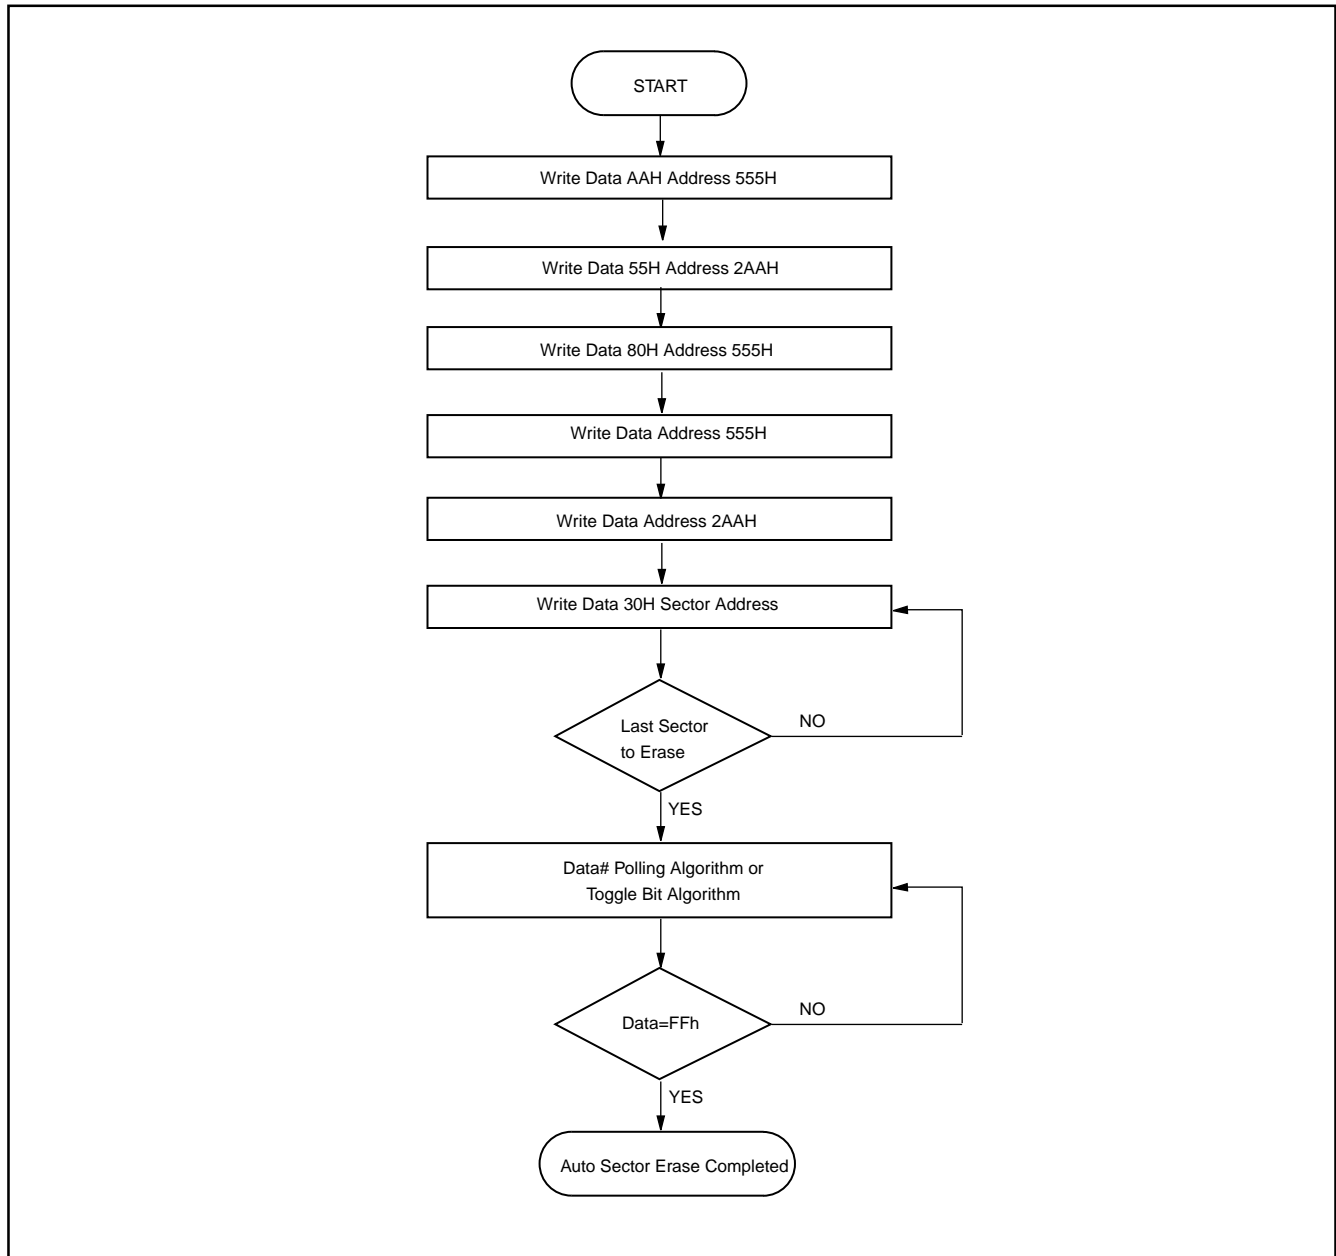 START
Write Data AAH Address 555H
Write Data 55H Address 2AAH
Write Data 80H Address 555H
Write Data Address 555H
Write Data Address 2AAH
Write Data 30H Sector Address
Last Sector
to Erase
NO
YES
Data# Polling Algorithm or
Toggle Bit Algorithm
Data=FFh
NO
YES
Auto Sector Erase Completed